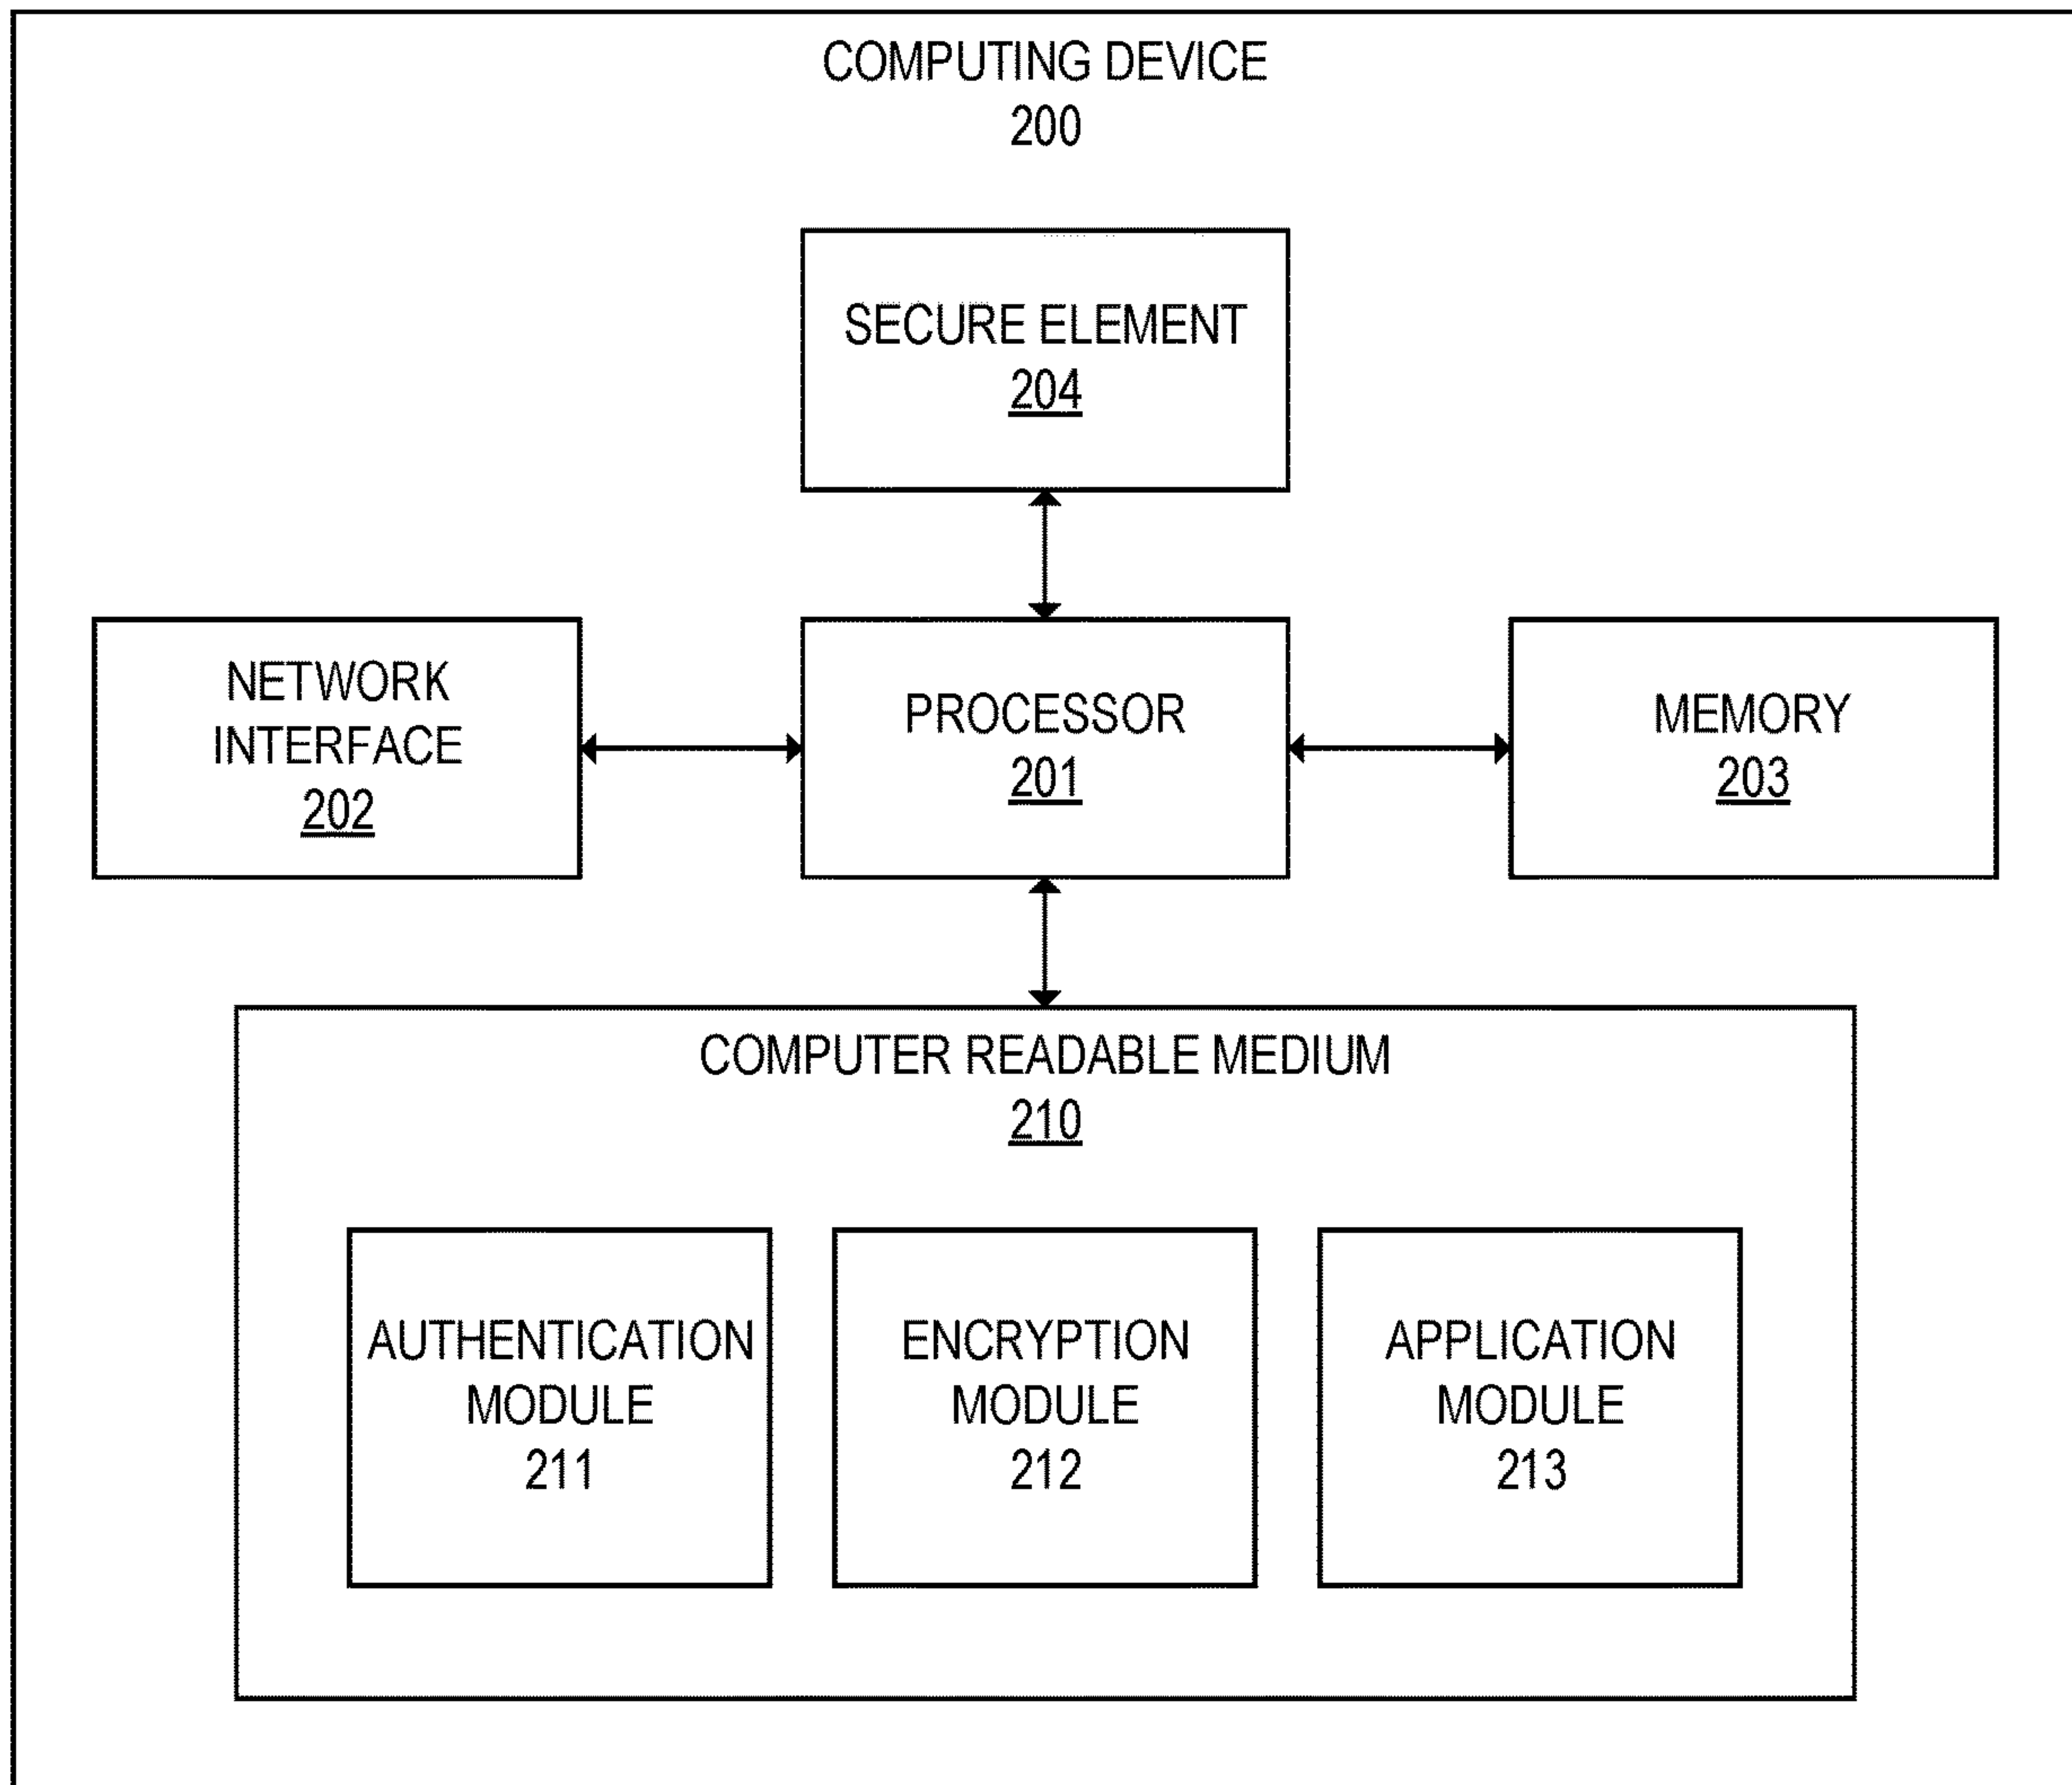 COMPUTING DEVICE
200
SECURE ELEMENT
204
NETWORK
INTERFACE
202
PROCESSOR
201
MEMORY
203
COMPUTER READABLE MEDIUM
210
AUTHENTICATION
MODULE
211
ENCRYPTION
MODULE
212
APPLICATION
MODULE
213